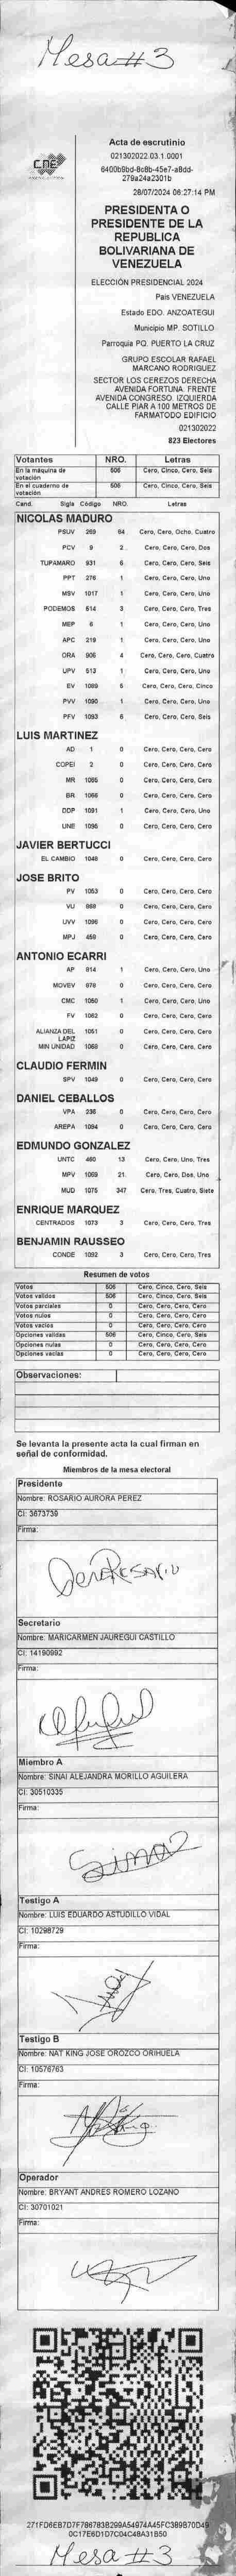 Mesa #3
CNE
Acta de escrutinio
021302022.03.1.0001
6400b9bd-8c8b-45e7-a8dd-
279a24a2301b
28/07/2024 06:27:14 PM
PRESIDENTA O
PRESIDENTE DE LA
REPUBLICA
BOLIVARIANA DE
VENEZUELA
ELECCIÓN PRESIDENCIAL 2024
Pais VENEZUELA
Estado EDO. ANZOATEGUI
Municipio MP. SOTILLO
Parroquia PQ. PUERTO LA CRUZ
GRUPO ESCOLAR RAFAEL
MARCANO RODRIGUEZ
SECTOR LOS CEREZOS DERECHA
AVENIDA FORTUNA. FRENTE
AVENIDA CONGRESO. IZQUIERDA
CALLE PIAR A 100 METROS DE
FARMATODO EDIFICIO
021302022
823 Electores
Votantes NRO. Letras
En la máquina de votación 506 Cero, Cinco, Cero, Seis
En el cuaderno de votación 506 Cero, Cinco, Cero, Seis
Cand. Sigla Código NRO. Letras
NICOLAS MADURO
PSUV 269 84 Cero, Cero, Ocho, Cuatro
PCV 9 2 Cero, Cero, Cero, Dos
TUPAMARO 931 6 Cero, Cero, Cero, Seis
PPT 276 1 Cero, Cero, Cero, Uno
MSV 1017 1 Cero, Cero, Cero, Uno
PODEMOS 514 3 Cero, Cero, Cero, Tres
MEP 6 1 Cero, Cero, Cero, Uno
APC 219 1 Cero, Cero, Cero, Uno
ORA 906 4 Cero, Cero, Cero, Cuatro
UPV 513 1 Cero, Cero, Cero, Uno
EV 1089 5 Cero, Cero, Cero, Cinco
PVV 1090 1 Cero, Cero, Cero, Uno
PFV 1093 6 Cero, Cero, Cero, Seis
LUIS MARTINEZ
AD 1 0 Cero, Cero, Cero, Cero
COPEI 2 0 Cero, Cero, Cero, Cero
MR 1055 0 Cero, Cero, Cero, Cero
BR 1066 0 Cero, Cero, Cero, Cero
DDP 1091 1 Cero, Cero, Cero, Uno
UNE 1095 0 Cero, Cero, Cero, Cero
JAVIER BERTUCCI
EL CAMBIO 1048 0 Cero, Cero, Cero, Cero
JOSE BRITO
PV 1053 0 Cero, Cero, Cero, Cero
VU 868 0 Cero, Cero, Cero, Cero
UVV 1096 0 Cero, Cero, Cero, Cero
MPJ 458 0 Cero, Cero, Cero, Cero
ANTONIO ECARRI
AP 914 1 Cero, Cero, Cero, Uno
MOVEV 978 0 Cero, Cero, Cero, Cero
CMC 1050 1 Cero, Cero, Cero, Uno
FV 1062 0 Cero, Cero, Cero, Cero
ALIANZA DEL LAPIZ 1051 0 Cero, Cero, Cero, Cero
MIN UNIDAD 1068 0 Cero, Cero, Cero, Cero
CLAUDIO FERMIN
SPV 1049 0 Cero, Cero, Cero, Cero
DANIEL CEBALLOS
VPA 236 0 Cero, Cero, Cero, Cero
AREPA 1094 0 Cero, Cero, Cero, Cero
EDMUNDO GONZALEZ
UNTC 460 13 Cero, Cero, Uno, Tres
MPV 1069 21 Cero, Cero, Dos, Uno
MUD 1075 347 Cero, Tres, Cuatro, Siete
ENRIQUE MARQUEZ
CENTRADOS 1073 3 Cero, Cero, Cero, Tres
BENJAMIN RAUSSEO
CONDE 1092 3 Cero, Cero, Cero, Tres
Resumen de votos
Votos 506 Cero, Cinco, Cero, Seis
Votos validos 506 Cero, Cinco, Cero, Seis
Votos parciales 0 Cero, Cero, Cero, Cero
Votos nulos 0 Cero, Cero, Cero, Cero
Votos vacios 0 Cero, Cero, Cero, Cero
Opciones validas 506 Cero, Cinco, Cero, Seis
Opciones nulas 0 Cero, Cero, Cero, Cero
Opciones vacias 0 Cero, Cero, Cero, Cero
Observaciones:
Se levanta la presente acta la cual firman en
señal de conformidad.
Miembros de la mesa electoral
Presidente
Nombre: ROSARIO AURORA PEREZ
CI: 3673739
Firma:
Secretario
Nombre: MARICARMEN JAUREGUI CASTILLO
CI: 14190992
Firma:
Miembro A
Nombre: SINAI ALEJANDRA MORILLO AGUILERA
CI: 30510335
Firma:
Sinai
Testigo A
Nombre: LUIS EDUARDO ASTUDILLO VIDAL
CI: 10298729
Firma:
Testigo B
Nombre: NAT KING JOSE OROZCO ORIHUELA
CI: 10576763
Firma:
Operador
Nombre: BRYANT ANDRES ROMERO LOZANO
CI: 30701021
Firma:
271FD6EB7D7F786783B299A54974A45FC389B70D49
0C17E6D1D7C04C48A31B50
Mesa #3